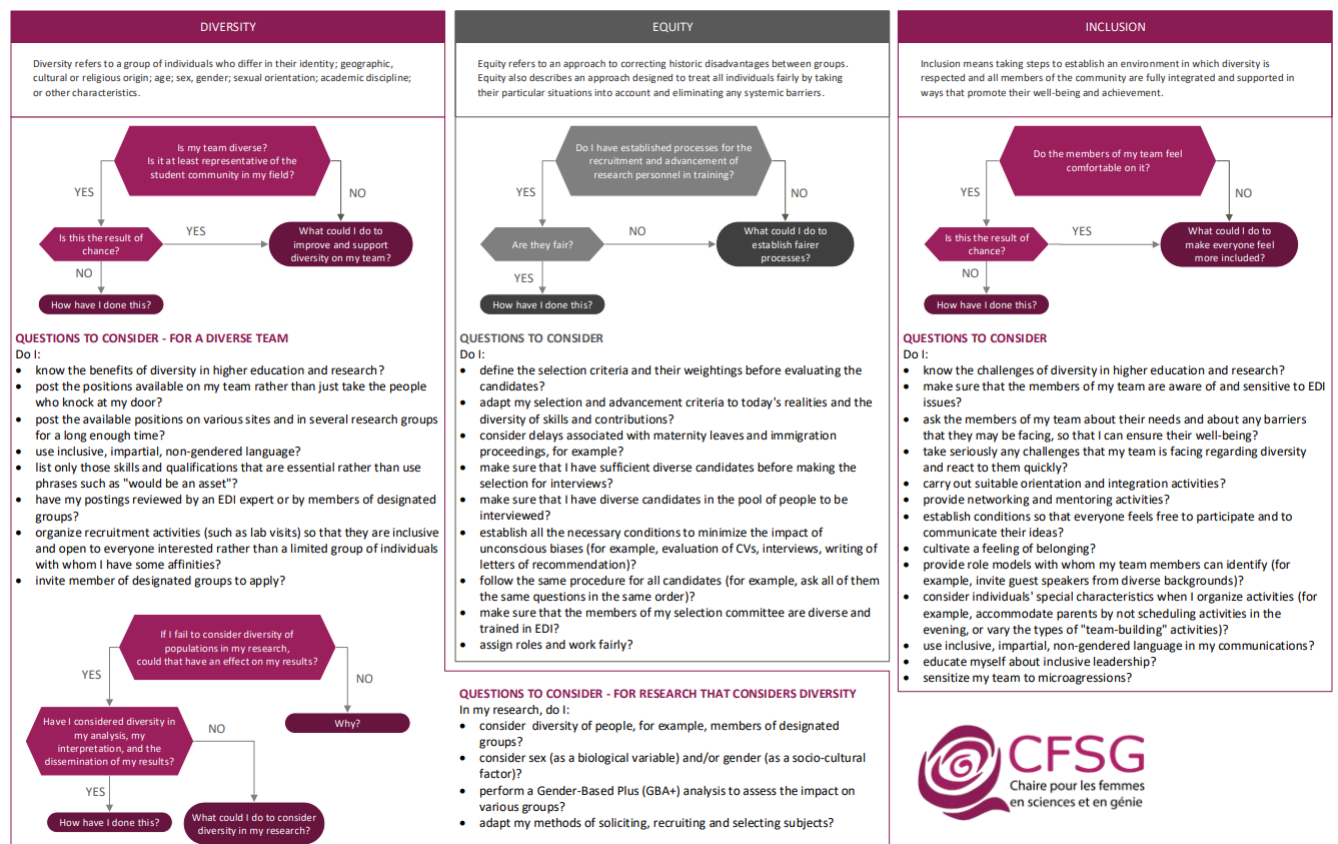 DIVERSITY
Diversity refers to a group of individuals who differ in their identity; geographic,
cultural or religious origin; age; sex, gender; sexual orientation; academic discipline;
or other characteristics.
Is my team diverse?
Is it at least representative of the
student community in my field?
YES
NO
Is this the result of
chance?
YES
What could I do to
improve and support
diversity on my team?
NO
How have I done this?
QUESTIONS TO CONSIDER - FOR A DIVERSE TEAM
Do I:
• know the benefits of diversity in higher education and research?
• post the positions available on my team rather than just take the people
who knock at my door?
• post the available positions on various sites and in several research groups
for a long enough time?
• use inclusive, impartial, non-gendered language?
• list only those skills and qualifications that are essential rather than use
phrases such as "would be an asset"?
• have my postings reviewed by an EDI expert or by members of designated
groups?
• organize recruitment activities (such as lab visits) so that they are inclusive
and open to everyone interested rather than a limited group of individuals
with whom I have some affinities?
• invite member of designated groups to apply?
If I fail to consider diversity of
populations in my research,
could that have an effect on my results?
YES
NO
Have I considered diversity in
my analysis, my
interpretation, and the
dissemination of my results?
NO
Why?
YES
How have I done this?
What could I do to consider
diversity in my research?
EQUITY
Equity refers to an approach to correcting historic disadvantages between groups.
Equity also describes an approach designed to treat all individuals fairly by taking
their particular situations into account and eliminating any systemic barriers.
Do I have established processes for the
recruitment and advancement of
research personnel in training?
YES
NO
Are they fair?
NO
What could I do to
establish fairer
processes?
YES
How have I done this?
QUESTIONS TO CONSIDER
Do I:
• define the selection criteria and their weightings before evaluating the
candidates?
• adapt my selection and advancement criteria to today's realities and the
diversity of skills and contributions?
• consider delays associated with maternity leaves and immigration
proceedings, for example?
• make sure that I have sufficient diverse candidates before making the
selection for interviews?
• make sure that I have diverse candidates in the pool of people to be
interviewed?
• establish all the necessary conditions to minimize the impact of
unconscious biases (for example, evaluation of CVs, interviews, writing of
letters of recommendation)?
• follow the same procedure for all candidates (for example, ask all of them
the same questions in the same order)?
• make sure that the members of my selection committee are diverse and
trained in EDI?
• assign roles and work fairly?
QUESTIONS TO CONSIDER - FOR RESEARCH THAT CONSIDERS DIVERSITY
In my research, do I:
• consider diversity of people, for example, members of designated
groups?
• consider sex (as a biological variable) and/or gender (as a socio-cultural
factor)?
• perform a Gender-Based Plus (GBA+) analysis to assess the impact on
various groups?
• adapt my methods of soliciting, recruiting and selecting subjects?
INCLUSION
Inclusion means taking steps to establish an environment in which diversity is
respected and all members of the community are fully integrated and supported in
ways that promote their well-being and achievement.
Do the members of my team feel
comfortable on it?
YES
NO
Is this the result of
chance?
YES
What could I do to
make everyone feel
more included?
NO
How have I done this?
QUESTIONS TO CONSIDER
Do I:
• know the challenges of diversity in higher education and research?
• make sure that the members of my team are aware of and sensitive to EDI
issues?
• ask the members of my team about their needs and about any barriers
that they may be facing, so that I can ensure their well-being?
• take seriously any challenges that my team is facing regarding diversity
and react to them quickly?
• carry out suitable orientation and integration activities?
• provide networking and mentoring activities?
• establish conditions so that everyone feels free to participate and to
communicate their ideas?
• cultivate a feeling of belonging?
• provide role models with whom my team members can identify (for
example, invite guest speakers from diverse backgrounds)?
• consider individuals' special characteristics when I organize activities (for
example, accommodate parents by not scheduling activities in the
evening, or vary the types of "team-building" activities)?
• use inclusive, impartial, non-gendered language in my communications?
• educate myself about inclusive leadership?
• sensitize my team to microagressions?
CFSG
Chaire pour les femmes
en sciences et en génie